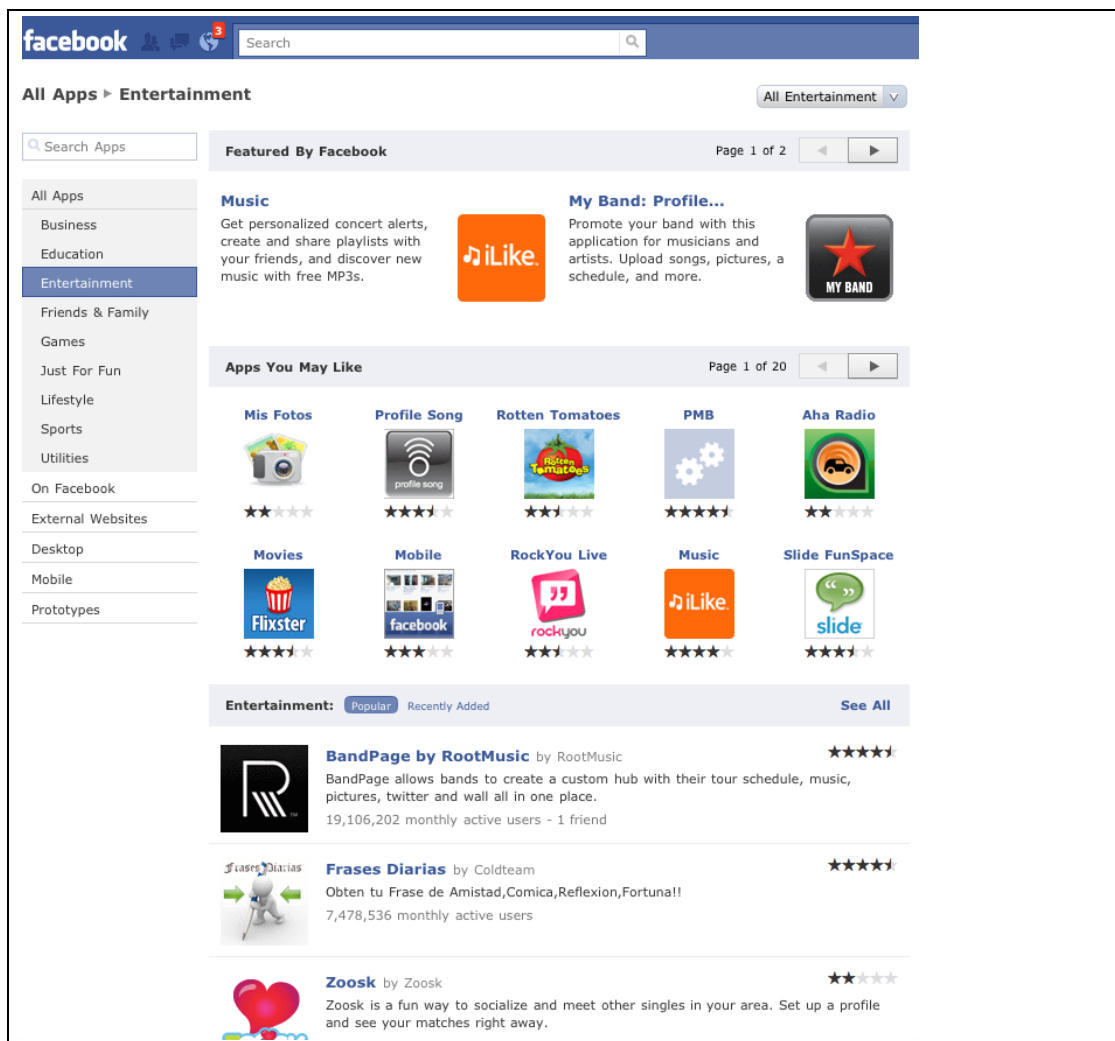 facebook
3
Search
All Apps ▸ Entertainment
All Entertainment
Search Apps
All Apps
Business
Education
Entertainment
Friends & Family
Games
Just For Fun
Lifestyle
Sports
Utilities
On Facebook
External Websites
Desktop
Mobile
Prototypes
Featured By Facebook
Page 1 of 2
Music
Get personalized concert alerts,
create and share playlists with
your friends, and discover new
music with free MP3s.
iLike
My Band: Profile...
Promote your band with this
application for musicians and
artists. Upload songs, pictures, a
schedule, and more.
MY BAND
Apps You May Like
Page 1 of 20
Mis Fotos
Profile Song
Rotten Tomatoes
PMB
Aha Radio
profile song
Rotten
Tomatoes
Movies
Mobile
RockYou Live
Music
Slide FunSpace
Flixster
facebook
rockyou
iLike
slide
Entertainment: Popular Recently Added
See All
BandPage by RootMusic by RootMusic
BandPage allows bands to create a custom hub with their tour schedule, music,
pictures, twitter and wall all in one place.
19,106,202 monthly active users - 1 friend
R
Frases Diarias
Frases Diarias by Coldteam
Obten tu Frase de Amistad,Comica,Reflexion,Fortuna!!
7,478,536 monthly active users
Zoosk by Zoosk
Zoosk is a fun way to socialize and meet other singles in your area. Set up a profile
and see your matches right away.